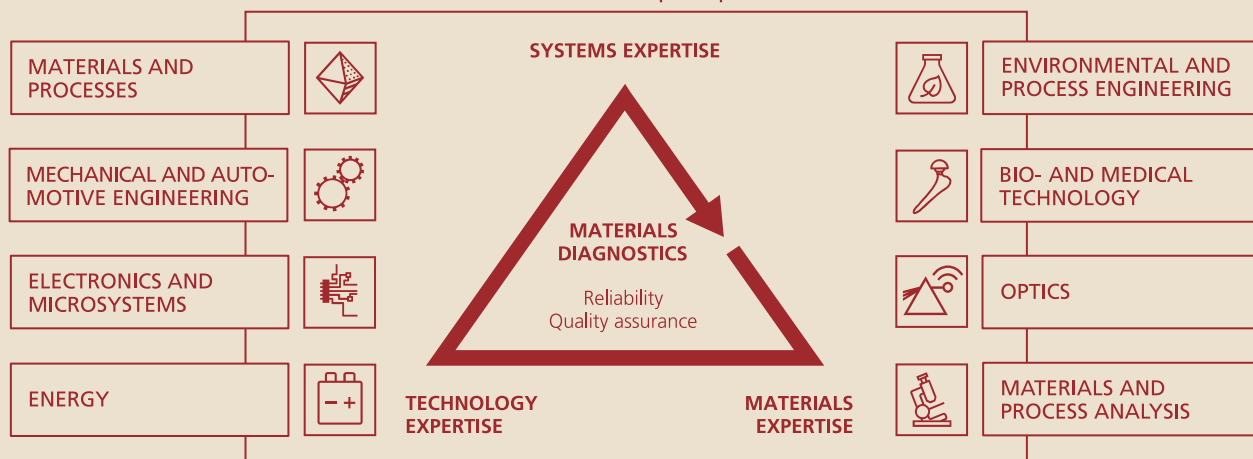 SYSTEMS EXPERTISE
MATERIALS AND
PROCESSES
MECHANICAL AND AUTO-
MOTIVE ENGINEERING
ELECTRONICS AND
MICROSYSTEMS
ENERGY
MATERIALS
DIAGNOSTICS
Reliability
Quality assurance
TECHNOLOGY
EXPERTISE
MATERIALS
EXPERTISE
ENVIRONMENTAL AND
PROCESS ENGINEERING
BIO- AND MEDICAL
TECHNOLOGY
OPTICS
MATERIALS AND
PROCESS ANALYSIS